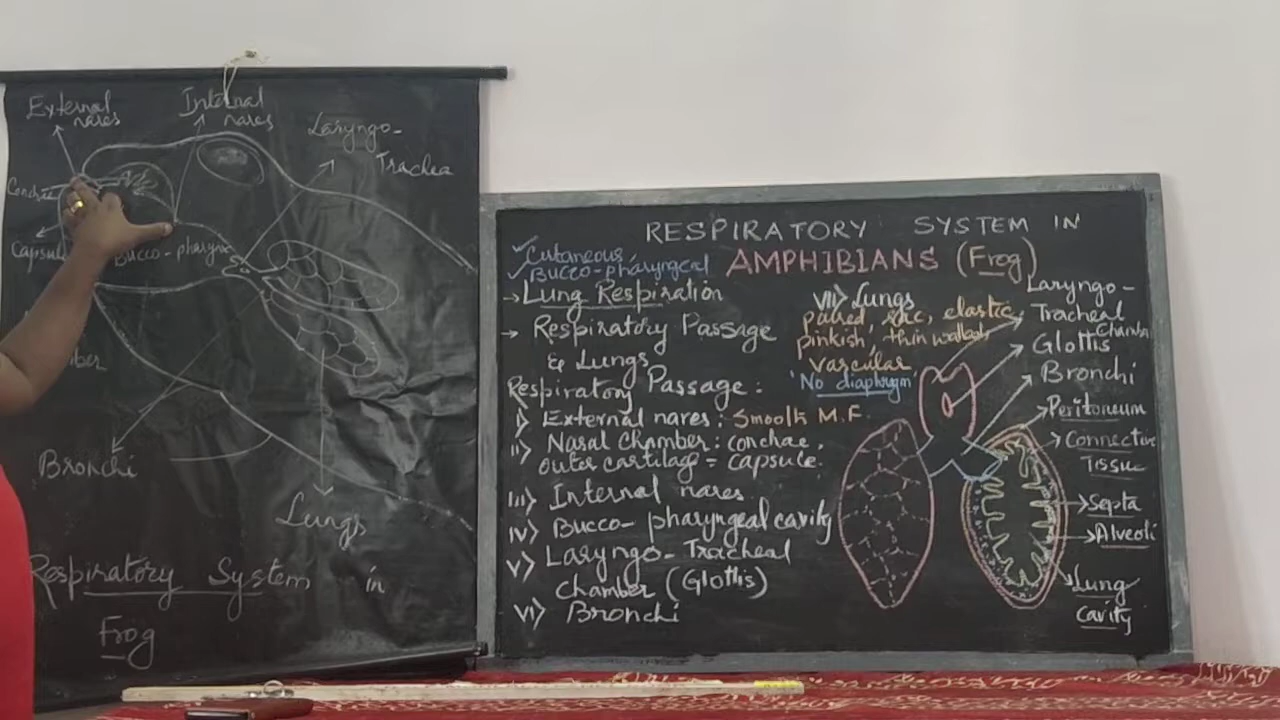 External
nares
Internal
nares
Laryngo-
Trachea
Conchae
Capsul
Bucco-pharynx
Bronchi
Lungs
Respiratory System in
Frog
RESPIRATORY SYSTEM IN
AMPHIBIANS (Frog)
Cutaneous,
Bucco-pharyngeal
→ Lung Respiration
→ Respiratory Passage
& Lungs
Respiratory Passage :
i) External nares : Smooth M.F.
ii) Nasal Chamber : conchae,
outer cartilag = capsule.
iii) Internal nares
iv) Bucco-pharyngeal cavity
v) Laryngo-Tracheal
chamber (Glottis)
vi) Bronchi
vii) Lungs
paired, sac, elastic,
pinkish, thin walled,
vascular
'No diaphragm'
Laryngo-
Tracheal
Chamber
Glottis
Bronchi
Peritoneum
Connective
Tissue
Septa
Alveoli
Lung
cavity